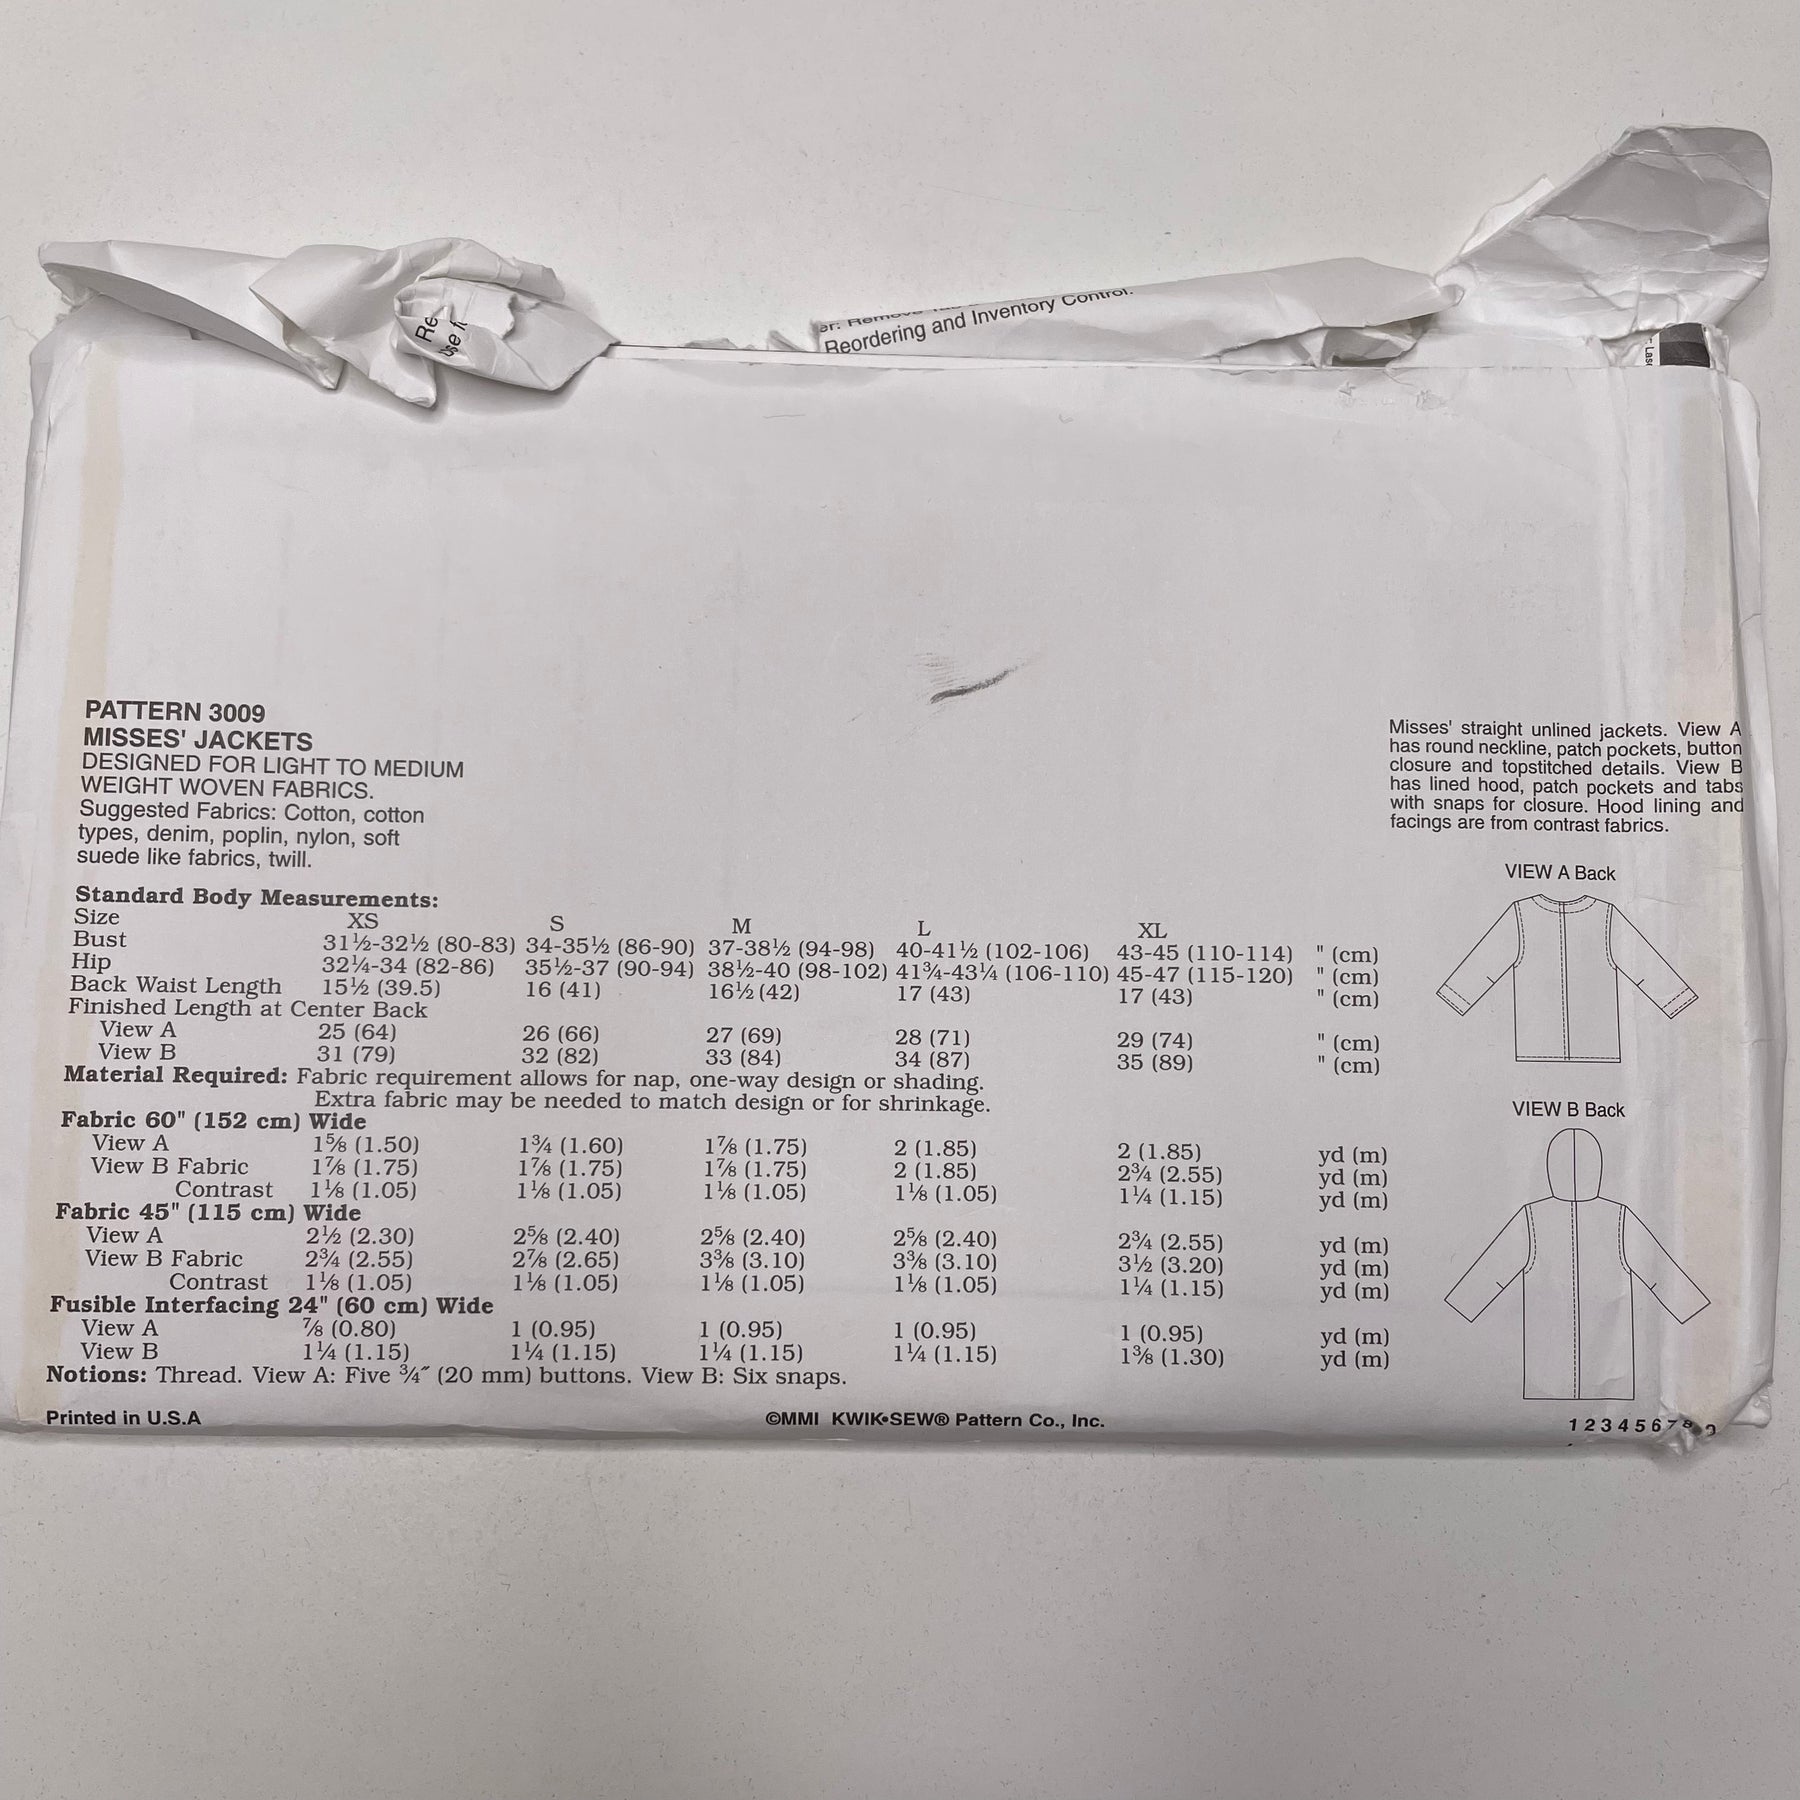 Re
use f
er: Remove
Reordering and Inventory Control.
PATTERN 3009
MISSES' JACKETS
DESIGNED FOR LIGHT TO MEDIUM
WEIGHT WOVEN FABRICS.
Suggested Fabrics: Cotton, cotton
types, denim, poplin, nylon, soft
suede like fabrics, twill.
Misses' straight unlined jackets. View A
has round neckline, patch pockets, button
closure and topstitched details. View B
has lined hood, patch pockets and tabs
with snaps for closure. Hood lining and
facings are from contrast fabrics.
VIEW A Back
VIEW B Back
Standard Body Measurements:
Size XS S M L XL
Bust 31½-32½ (80-83) 34-35½ (86-90) 37-38½ (94-98) 40-41½ (102-106) 43-45 (110-114) " (cm)
Hip 32¼-34 (82-86) 35½-37 (90-94) 38½-40 (98-102) 41¾-43¼ (106-110) 45-47 (115-120) " (cm)
Back Waist Length 15½ (39.5) 16 (41) 16½ (42) 17 (43) 17 (43) " (cm)
Finished Length at Center Back
View A 25 (64) 26 (66) 27 (69) 28 (71) 29 (74) " (cm)
View B 31 (79) 32 (82) 33 (84) 34 (87) 35 (89) " (cm)
Material Required: Fabric requirement allows for nap, one-way design or shading.
Extra fabric may be needed to match design or for shrinkage.
Fabric 60" (152 cm) Wide
View A 1⅝ (1.50) 1¾ (1.60) 1⅞ (1.75) 2 (1.85) 2 (1.85) yd (m)
View B Fabric 1⅞ (1.75) 1⅞ (1.75) 1⅞ (1.75) 2 (1.85) 2¾ (2.55) yd (m)
Contrast 1⅛ (1.05) 1⅛ (1.05) 1⅛ (1.05) 1⅛ (1.05) 1¼ (1.15) yd (m)
Fabric 45" (115 cm) Wide
View A 2½ (2.30) 2⅝ (2.40) 2⅝ (2.40) 2⅝ (2.40) 2¾ (2.55) yd (m)
View B Fabric 2¾ (2.55) 2⅞ (2.65) 3⅜ (3.10) 3⅜ (3.10) 3½ (3.20) yd (m)
Contrast 1⅛ (1.05) 1⅛ (1.05) 1⅛ (1.05) 1⅛ (1.05) 1¼ (1.15) yd (m)
Fusible Interfacing 24" (60 cm) Wide
View A ⅞ (0.80) 1 (0.95) 1 (0.95) 1 (0.95) 1 (0.95) yd (m)
View B 1¼ (1.15) 1¼ (1.15) 1¼ (1.15) 1¼ (1.15) 1⅜ (1.30) yd (m)
Notions: Thread. View A: Five ¾″ (20 mm) buttons. View B: Six snaps.
Printed in U.S.A
©MMI KWIK•SEW® Pattern Co., Inc.
1 2 3 4 5 6 7 8